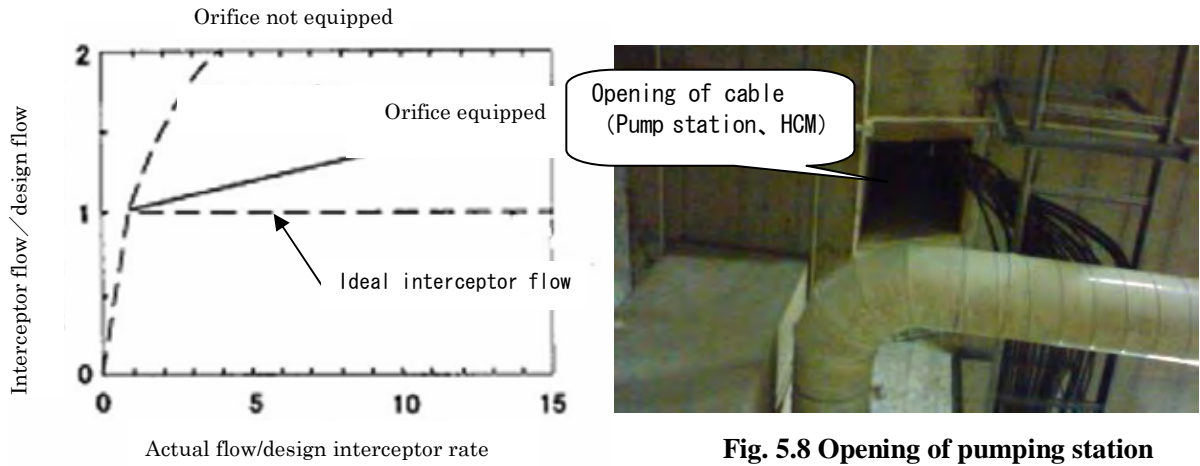 Orifice not equipped
2
Orifice equipped
1
Ideal interceptor flow
0
0 5 10 15
Interceptor flow／design flow
Actual flow/design interceptor rate
Opening of cable
(Pump station、HCM)
Fig. 5.8 Opening of pumping station